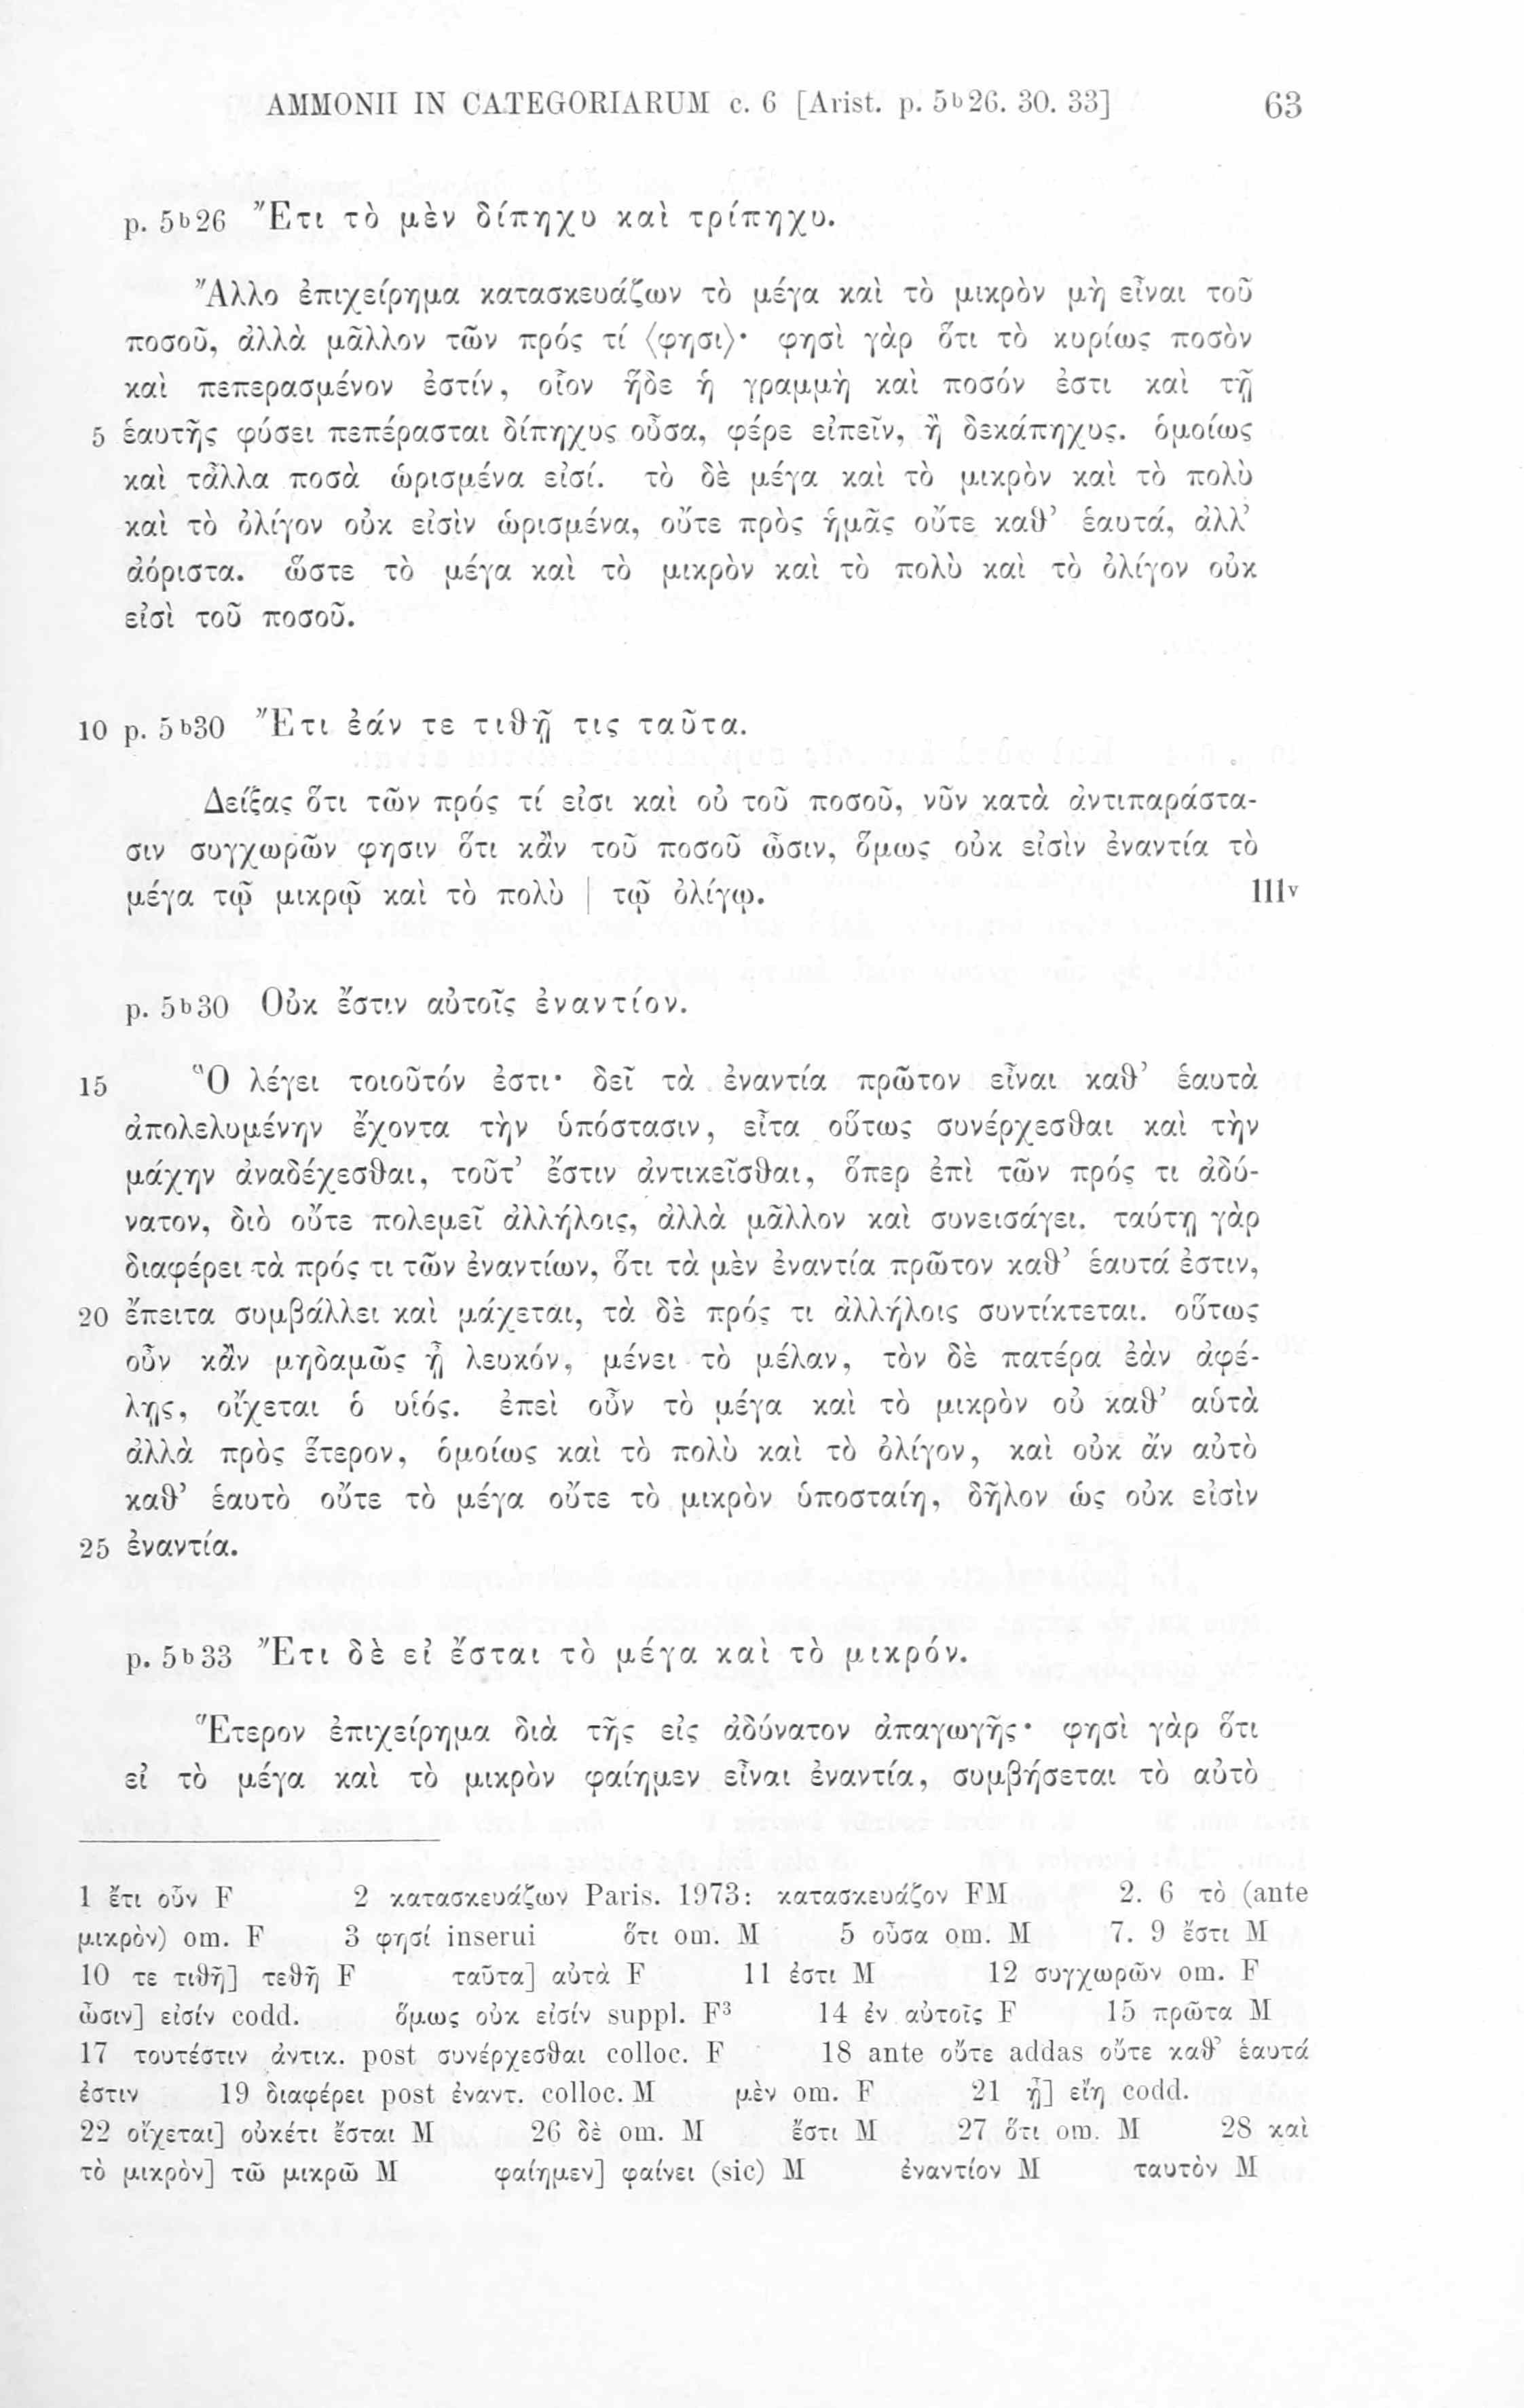 AMMONII IN CATEGORIARUM c. 6 [Arist. p. 5b26. 30. 33] 63
p. 5b26 Ἔτι τὸ μὲν δίπηχυ καὶ τρίπηχυ.
Ἄλλο ἐπιχείρημα κατασκευάζων τὸ μέγα καὶ τὸ μικρὸν μὴ εἶναι τοῦ
ποσοῦ, ἀλλὰ μᾶλλον τῶν πρός τί ⟨φησι⟩· φησὶ γὰρ ὅτι τὸ κυρίως ποσὸν
καὶ πεπερασμένον ἐστίν, οἷον ἥδε ἡ γραμμὴ καὶ ποσόν ἐστι καὶ τῇ
5 ἑαυτῆς φύσει πεπέρασται δίπηχυς οὖσα, φέρε εἰπεῖν, ἢ δεκάπηχυς. ὁμοίως
καὶ τἆλλα ποσὰ ὡρισμένα εἰσί. τὸ δὲ μέγα καὶ τὸ μικρὸν καὶ τὸ πολὺ
καὶ τὸ ὀλίγον οὐκ εἰσὶν ὡρισμένα, οὔτε πρὸς ἡμᾶς οὔτε καθ’ ἑαυτά, ἀλλ’
ἀόριστα. ὥστε τὸ μέγα καὶ τὸ μικρὸν καὶ τὸ πολὺ καὶ τὸ ὀλίγον οὐκ
εἰσὶ τοῦ ποσοῦ.
10 p. 5b30 Ἔτι ἐάν τε τιθῇ τις ταῦτα.
Δείξας ὅτι τῶν πρός τί εἰσι καὶ οὐ τοῦ ποσοῦ, νῦν κατὰ ἀντιπαράστα-
σιν συγχωρῶν φησιν ὅτι κἂν τοῦ ποσοῦ ὦσιν, ὅμως οὐκ εἰσὶν ἐναντία τὸ
μέγα τῷ μικρῷ καὶ τὸ πολὺ | τῷ ὀλίγῳ. 111v
p. 5b30 Οὐκ ἔστιν αὐτοῖς ἐναντίον.
15 Ὃ λέγει τοιοῦτόν ἐστι· δεῖ τὰ ἐναντία πρῶτον εἶναι καθ’ ἑαυτὰ
ἀπολελυμένην ἔχοντα τὴν ὑπόστασιν, εἶτα οὕτως συνέρχεσθαι καὶ τὴν
μάχην ἀναδέχεσθαι, τοῦτ’ ἔστιν ἀντικεῖσθαι, ὅπερ ἐπὶ τῶν πρός τι ἀδύ-
νατον, διὸ οὔτε πολεμεῖ ἀλλήλοις, ἀλλὰ μᾶλλον καὶ συνεισάγει. ταύτῃ γὰρ
διαφέρει τὰ πρός τι τῶν ἐναντίων, ὅτι τὰ μὲν ἐναντία πρῶτον καθ’ ἑαυτά ἐστιν,
20 ἔπειτα συμβάλλει καὶ μάχεται, τὰ δὲ πρός τι ἀλλήλοις συντίκτεται. οὕτως
οὖν κἂν μηδαμῶς ᾖ λευκόν, μένει τὸ μέλαν, τὸν δὲ πατέρα ἐὰν ἀφέ-
λῃς, οἴχεται ὁ υἱός. ἐπεὶ οὖν τὸ μέγα καὶ τὸ μικρὸν οὐ καθ’ αὑτὰ
ἀλλὰ πρὸς ἕτερον, ὁμοίως καὶ τὸ πολὺ καὶ τὸ ὀλίγον, καὶ οὐκ ἄν αὐτὸ
καθ’ ἑαυτὸ οὔτε τὸ μέγα οὔτε τὸ μικρὸν ὑποσταίη, δῆλον ὡς οὐκ εἰσὶν
25 ἐναντία.
p. 5b33 Ἔτι δὲ εἰ ἔσται τὸ μέγα καὶ τὸ μικρόν.
Ἕτερον ἐπιχείρημα διὰ τῆς εἰς ἀδύνατον ἀπαγωγῆς· φησὶ γὰρ ὅτι
εἰ τὸ μέγα καὶ τὸ μικρὸν φαίημεν εἶναι ἐναντία, συμβήσεται τὸ αὐτὸ
1 ἔτι οὖν F 2 κατασκευάζων Paris. 1973: κατασκευάζον FM 2. 6 τὸ (ante
μικρὸν) om. F 3 φησί inserui ὅτι om. M 5 οὖσα om. M 7. 9 ἔστι M
10 τε τιθῇ] τεθῇ F ταῦτα] αὐτὰ F 11 ἐστι M 12 συγχωρῶν om. F
ὦσιν] εἰσίν codd. ὅμως οὐκ εἰσίν suppl. F³ 14 ἐν αὐτοῖς F 15 πρῶτα M
17 τουτέστιν ἀντικ. post συνέρχεσθαι colloc. F 18 ante οὔτε addas οὔτε καθ’ ἑαυτά
ἐστιν 19 διαφέρει post ἐναντ. colloc. M μὲν om. F 21 ᾖ] εἴη codd.
22 οἴχεται] οὐκέτι ἔσται M 26 δὲ om. M ἔστι M 27 ὅτι om. M 28 καὶ
τὸ μικρὸν] τῶ μικρῶ M φαίημεν] φαίνει (sic) M ἐναντίον M ταυτὸν M